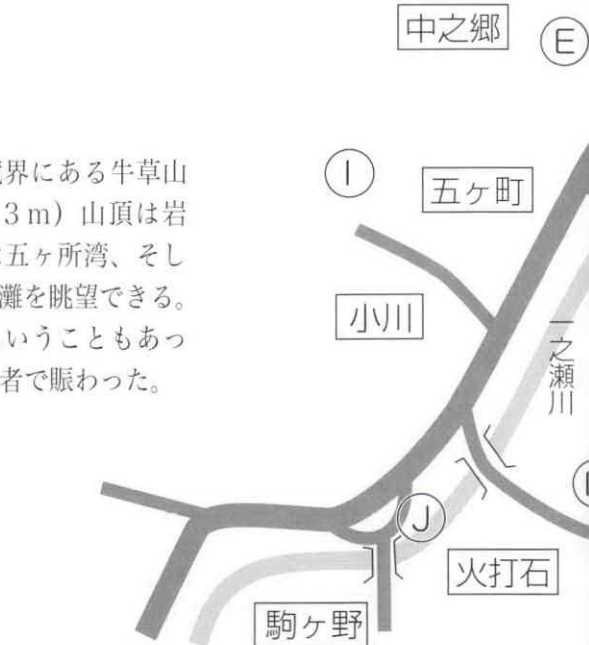 中之郷
E
境界にある牛草山
3m）山頂は岩
五ヶ所湾、そし
灘を眺望できる。
いうこともあっ
者で賑わった。
I
五ヶ町
小川
一之瀬川
J
火打石
駒ヶ野